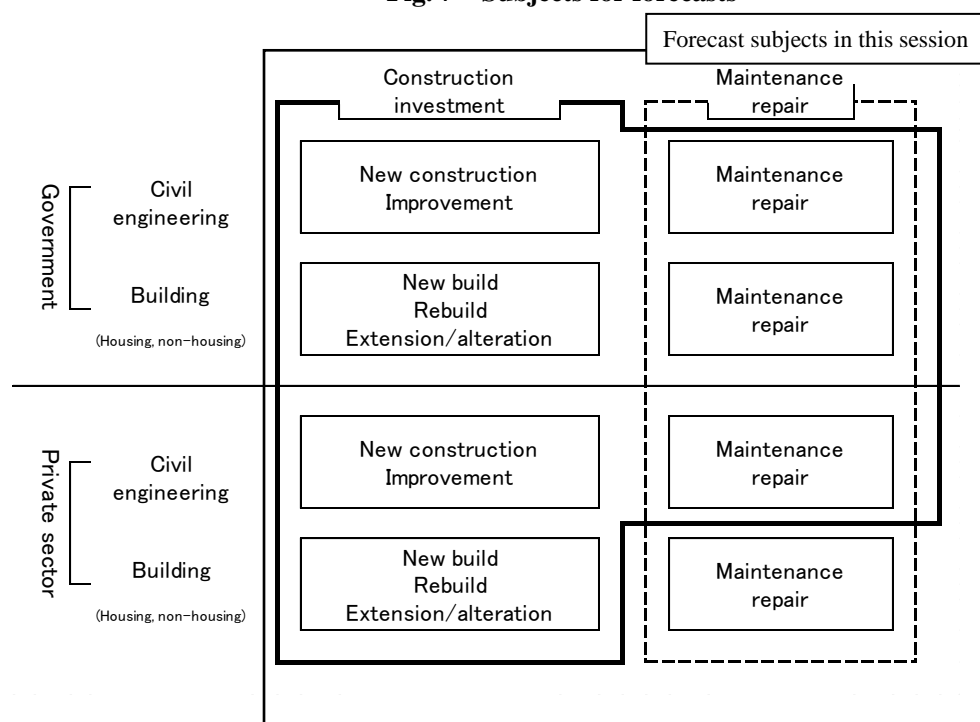 Forecast subjects in this session
Construction
investment
Maintenance
repair
Government
Civil
engineering
New construction
Improvement
Maintenance
repair
Building
(Housing, non-housing)
New build
Rebuild
Extension/alteration
Maintenance
repair
Private sector
Civil
engineering
New construction
Improvement
Maintenance
repair
Building
(Housing, non-housing)
New build
Rebuild
Extension/alteration
Maintenance
repair